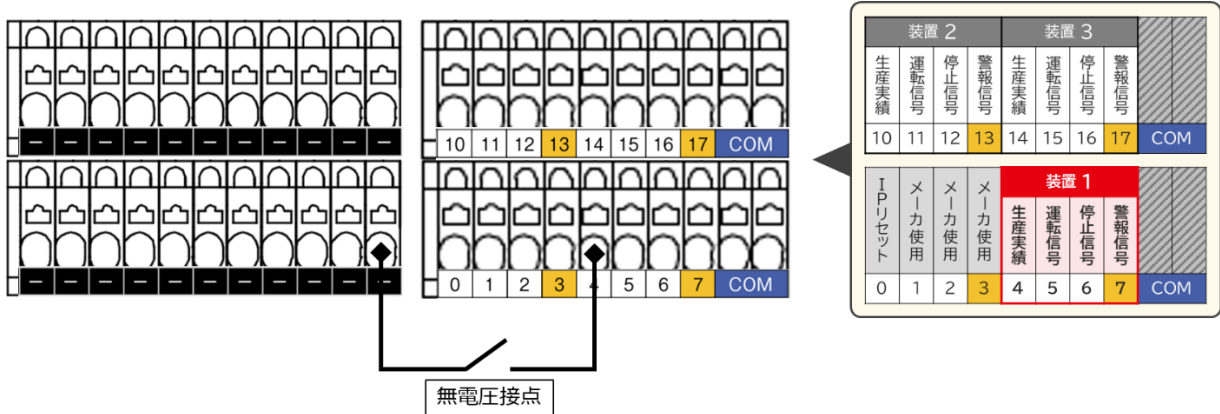 － － － － － － － － － －
10 11 12 13 14 15 16 17 COM
－ － － － － － － － － －
0 1 2 3 4 5 6 7 COM
無電圧接点
装置 2 装置 3
生産実績
運転信号
停止信号
警報信号
生産実績
運転信号
停止信号
警報信号
10 11 12 13 14 15 16 17 COM
装置 1
IPリセット
メーカ使用
メーカ使用
メーカ使用
生産実績
運転信号
停止信号
警報信号
0 1 2 3 4 5 6 7 COM